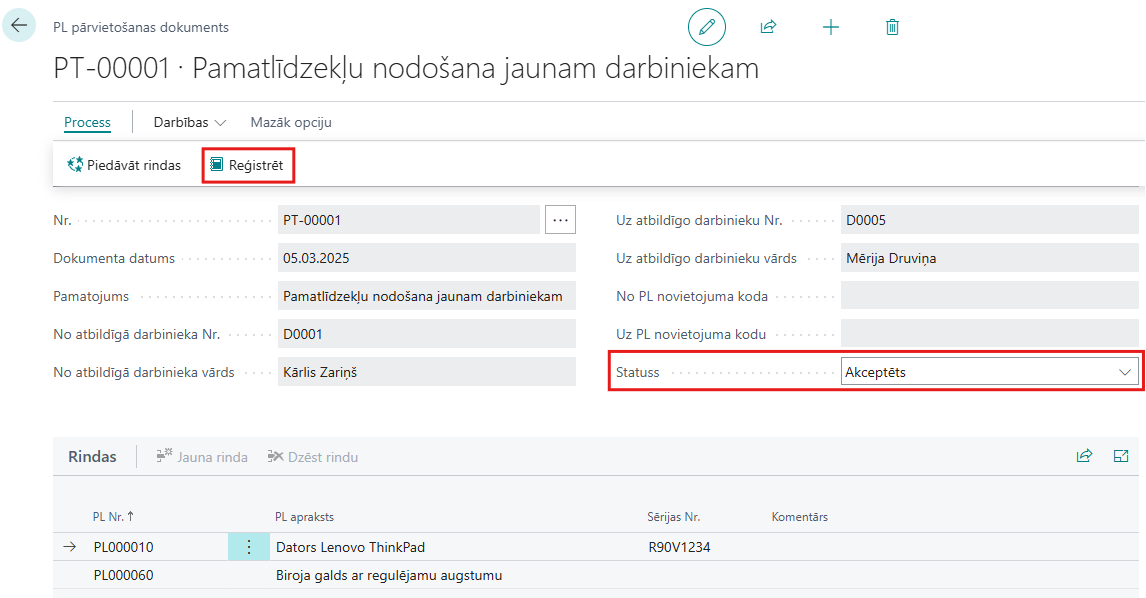 PL pārvietošanas dokuments
PT-00001 · Pamatlīdzekļu nodošana jaunam darbiniekam
Process Darbības Mazāk opciju
Piedāvāt rindas Reģistrēt
Nr. PT-00001 ...
Dokumenta datums 05.03.2025
Pamatojums Pamatlīdzekļu nodošana jaunam darbiniekam
No atbildīgā darbinieka Nr. D0001
No atbildīgā darbinieka vārds Kārlis Zariņš
Uz atbildīgo darbinieku Nr. D0005
Uz atbildīgo darbinieku vārds Mērija Druviņa
No PL novietojuma koda
Uz PL novietojuma kodu
Statuss Akceptēts
Rindas Jauna rinda Dzēst rindu
PL Nr. ↑ PL apraksts Sērijas Nr. Komentārs
PL000010 Dators Lenovo ThinkPad R90V1234
PL000060 Biroja galds ar regulējamu augstumu